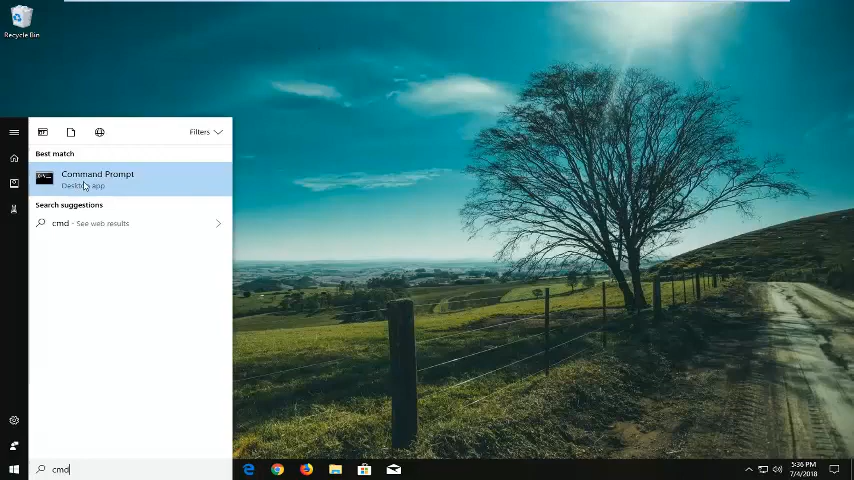 Recycle Bin
Filters
Best match
Command Prompt
Desktop app
Search suggestions
cmd - See web results
cmd
5:36 PM
7/4/2018